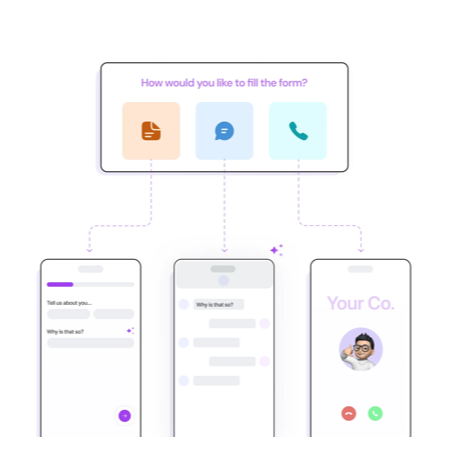 How would you like to fill the form?
Tell us about you...
Why is that so?
Why is that so?
Your Co.